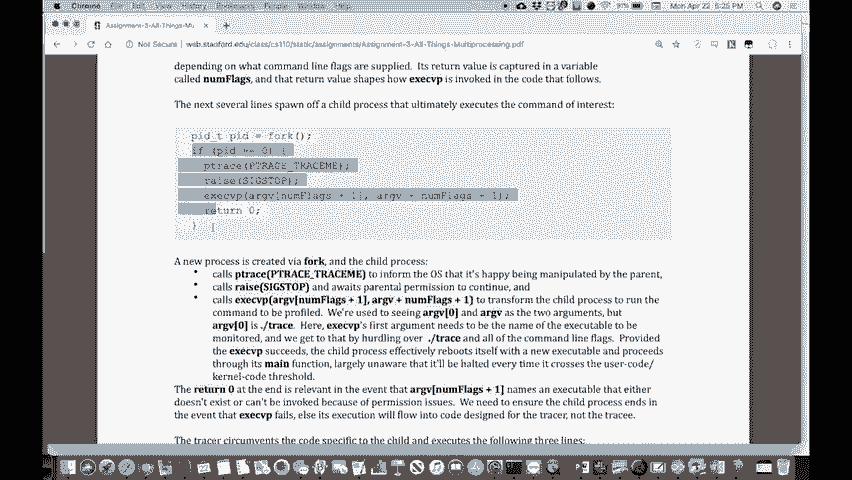 Chrome File Edit View History Bookmarks People Window Help
91% Mon Apr 22 5:25 PM
Assignment-3-All-Things-Mu
Not Secure web.stanford.edu/class/cs110/static/assignments/Assignment-3-All-Things-Multiprocessing.pdf
depending on what command line flags are supplied. Its return value is captured in a variable
called numFlags, and that return value shapes how execvp is invoked in the code that follows.
The next several lines spawn off a child process that ultimately executes the command of interest:
pid_t pid = fork();
if (pid == 0) {
ptrace(PTRACE_TRACEME);
raise(SIGSTOP);
execvp(argv[numFlags + 1], argv + numFlags + 1);
return 0;
}
A new process is created via fork, and the child process:
• calls ptrace(PTRACE_TRACEME) to inform the OS that it's happy being manipulated by the parent,
• calls raise(SIGSTOP) and awaits parental permission to continue, and
• calls execvp(argv[numFlags + 1], argv + numFlags + 1) to transform the child process to run the
command to be profiled. We're used to seeing argv[0] and argv as the two arguments, but
argv[0] is ./trace. Here, execvp's first argument needs to be the name of the executable to be
monitored, and we get to that by hurdling over ./trace and all of the command line flags. Provided
the execvp succeeds, the child process effectively reboots itself with a new executable and proceeds
through its main function, largely unaware that it'll be halted every time it crosses the user-code/
kernel-code threshold.
The return 0 at the end is relevant in the event that argv[numFlags + 1] names an executable that either
doesn't exist or can't be invoked because of permission issues. We need to ensure the child process ends in
the event that execvp fails, else its execution will flow into code designed for the tracer, not the tracee.
The tracer circumvents the code specific to the child and executes the following three lines: